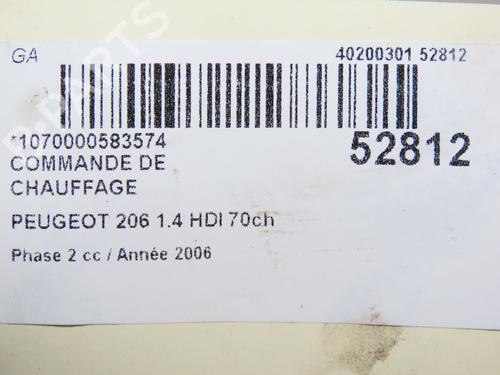 GA
40200301 52812
*1070000583574
52812
COMMANDE DE
CHAUFFAGE
PEUGEOT 206 1.4 HDI 70ch
Phase 2 cc / Année 2006